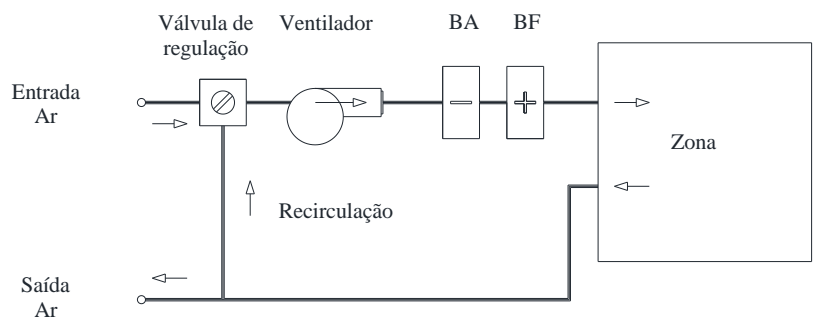 Válvula de
regulação
Ventilador
BA
BF
Entrada
Ar
Zona
Recirculação
Saída
Ar